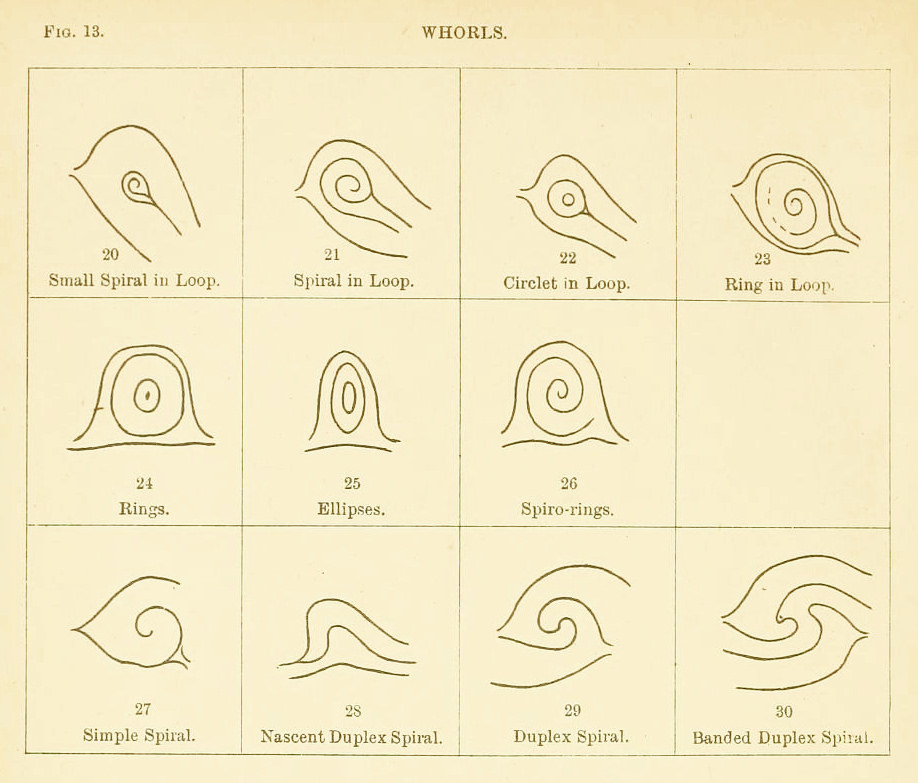 FIG. 13.
WHORLS.
20
Small Spiral in Loop.
21
Spiral in Loop.
22
Circlet in Loop.
23
Ring in Loop.
24
Rings.
25
Ellipses.
26
Spiro-rings.
27
Simple Spiral.
28
Nascent Duplex Spiral.
29
Duplex Spiral.
30
Banded Duplex Spiral.